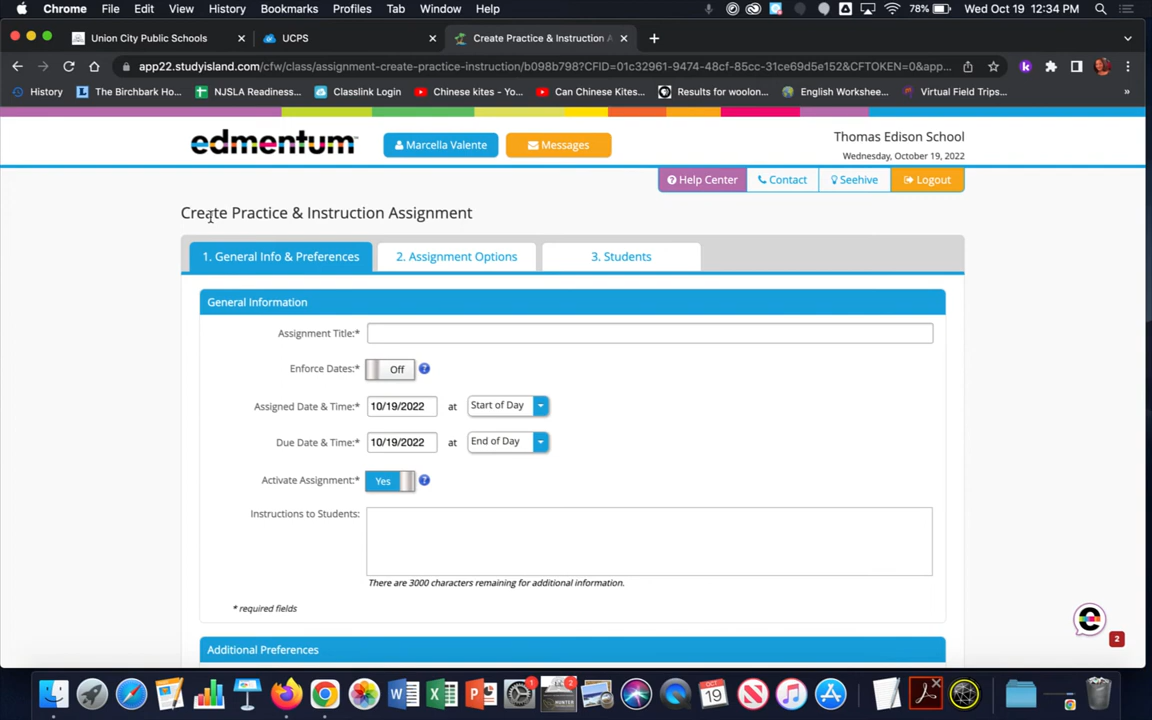 Chrome File Edit View History Bookmarks Profiles Tab Window Help 78% Wed Oct 19 12:34 PM
Union City Public Schools UCPS Create Practice & Instruction A
app22.studyisland.com/cfw/class/assignment-create-practice-instruction/b098b798?CFID=01c32961-9474-48cf-85cc-31ce69d5e152&CFTOKEN=0&app...
History The Birchbark Ho... NJSLA Readiness... Classlink Login Chinese kites - Yo... Can Chinese Kites... Results for woolon... English Workshee... Virtual Field Trips... »
edmentum Marcella Valente Messages Thomas Edison School
Wednesday, October 19, 2022
Help Center Contact Seehive Logout
Create Practice & Instruction Assignment
1. General Info & Preferences 2. Assignment Options 3. Students
General Information
Assignment Title:*
Enforce Dates:* Off ?
Assigned Date & Time:* 10/19/2022 at Start of Day
Due Date & Time:* 10/19/2022 at End of Day
Activate Assignment:* Yes ?
Instructions to Students:
There are 3000 characters remaining for additional information.
* required fields
e
2
Additional Preferences
OCT
19